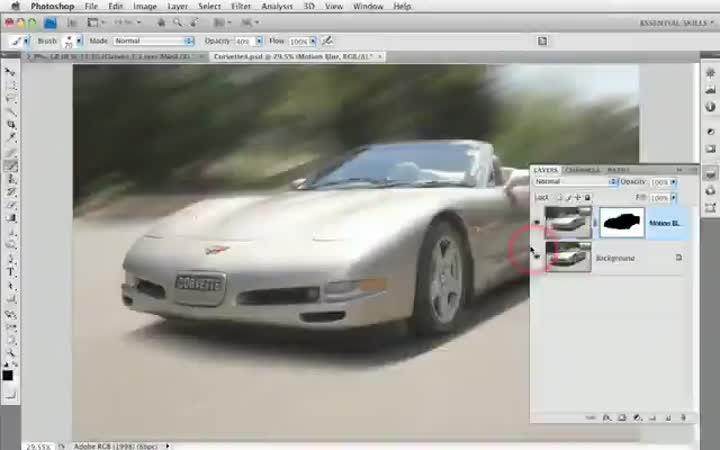 Photoshop File Edit Image Layer Select Filter Analysis 3D View Window Help
ESSENTIAL SKILLS
Brush: 70 Mode: Normal Opacity: 40% Flow: 100%
Corvette4.psd @ 29.5% (Motion Blur, RGB/8) *
LAYERS CHANNELS PATHS
Normal Opacity: 100%
Lock: Fill: 100%
Motion Bl...
Background
CORVETTE
29.55% Adobe RGB (1998) (8bpc)